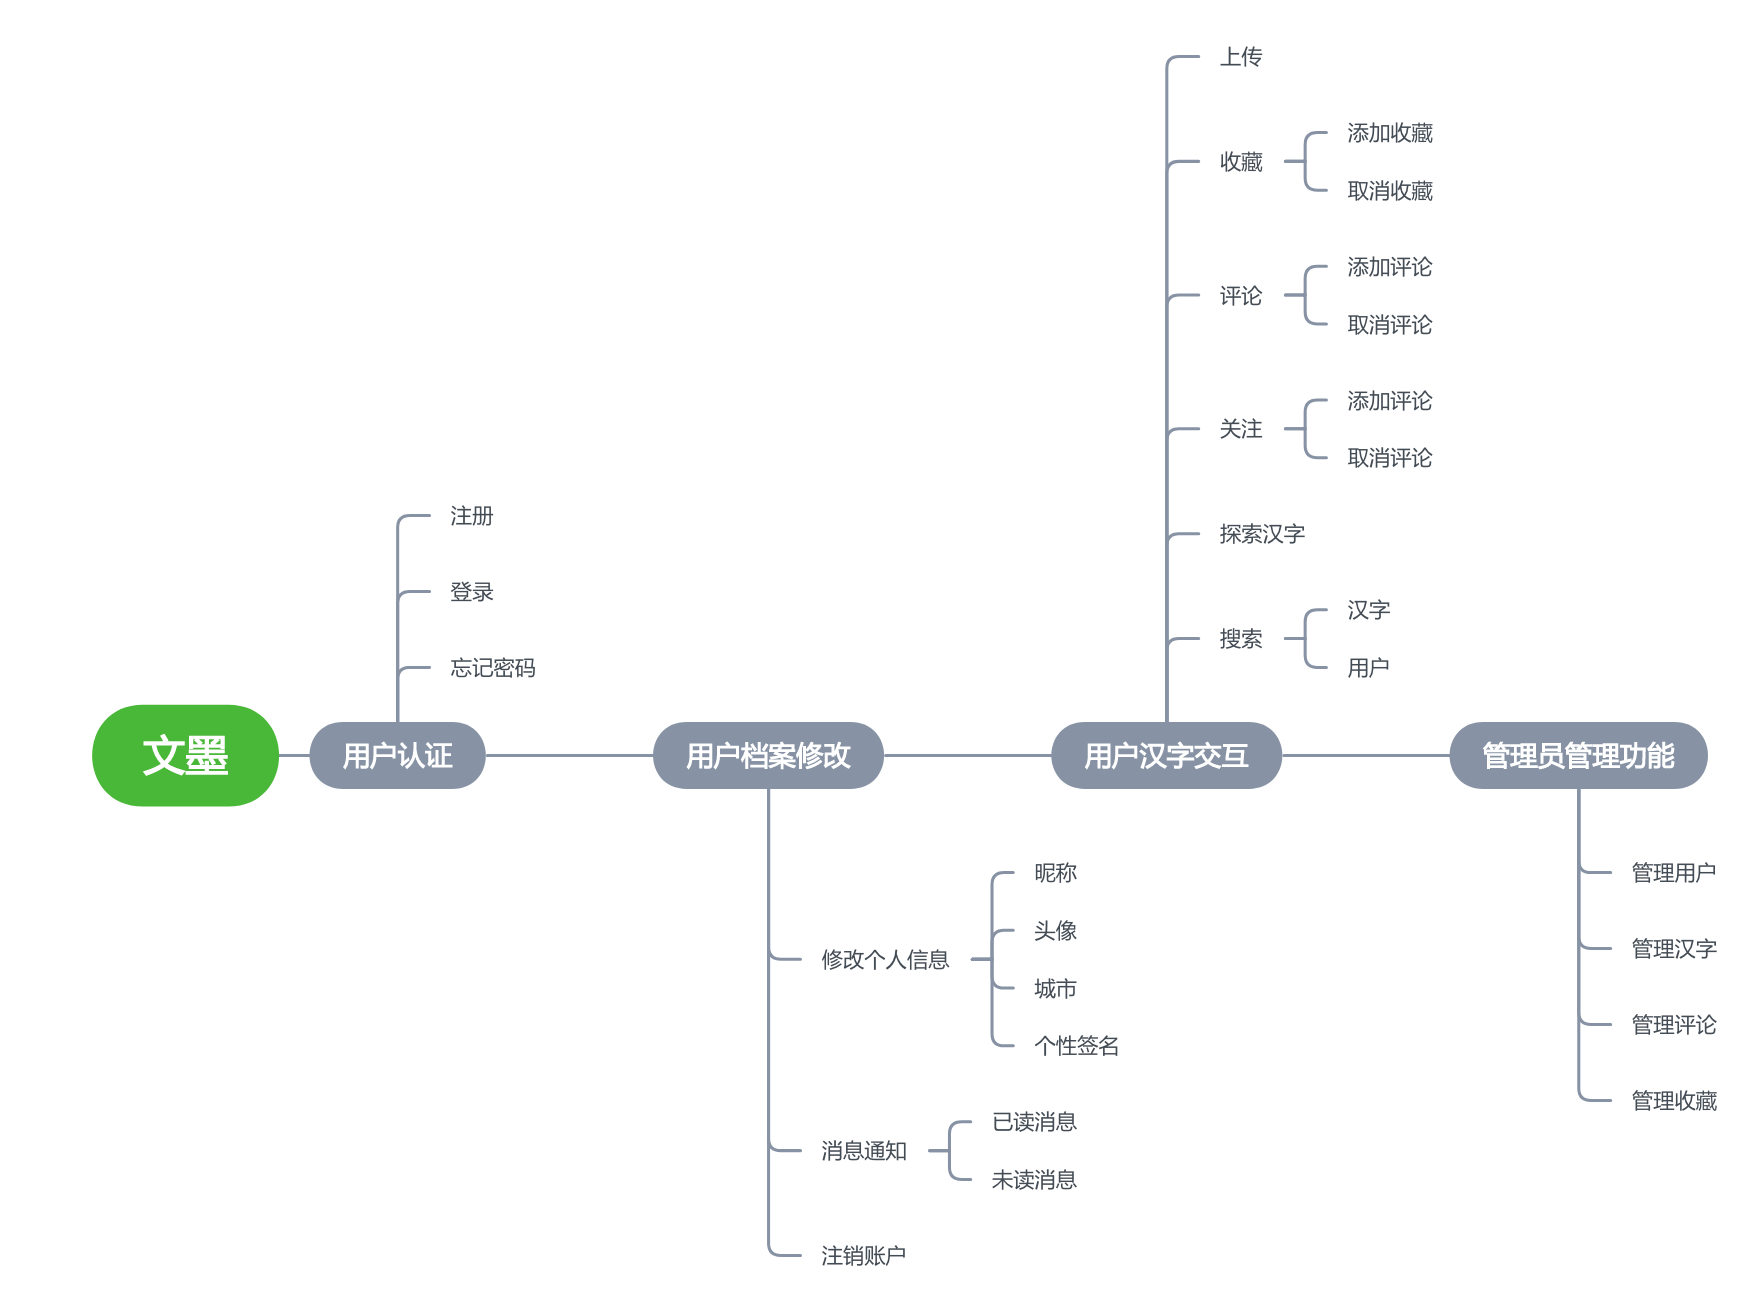 文墨
用户认证
注册
登录
忘记密码
用户档案修改
修改个人信息
昵称
头像
城市
个性签名
消息通知
已读消息
未读消息
注销账户
用户汉字交互
上传
收藏
添加收藏
取消收藏
评论
添加评论
取消评论
关注
添加评论
取消评论
探索汉字
搜索
汉字
用户
管理员管理功能
管理用户
管理汉字
管理评论
管理收藏